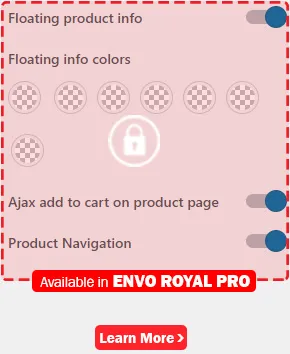 Floating product info
Floating info colors
Ajax add to cart on product page
Product Navigation
Available in ENVO ROYAL PRO
Learn More >